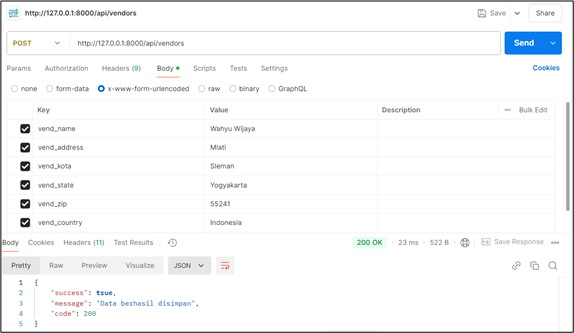 http://127.0.0.1:8000/api/vendors Save Share
POST http://127.0.0.1:8000/api/vendors Send
Params Authorization Headers (9) Body Scripts Tests Settings Cookies
none form-data x-www-form-urlencoded raw binary GraphQL
Key Value Description Bulk Edit
vend_name Wahyu Wijaya
vend_address Mlati
vend_kota Sleman
vend_state Yogyakarta
vend_zip 55241
vend_country Indonesia
Body Cookies Headers (11) Test Results 200 OK 23 ms 522 B Save Response
Pretty Raw Preview Visualize JSON
1 {
2 "success": true,
3 "message": "Data berhasil disimpan",
4 "code": 200
5 }